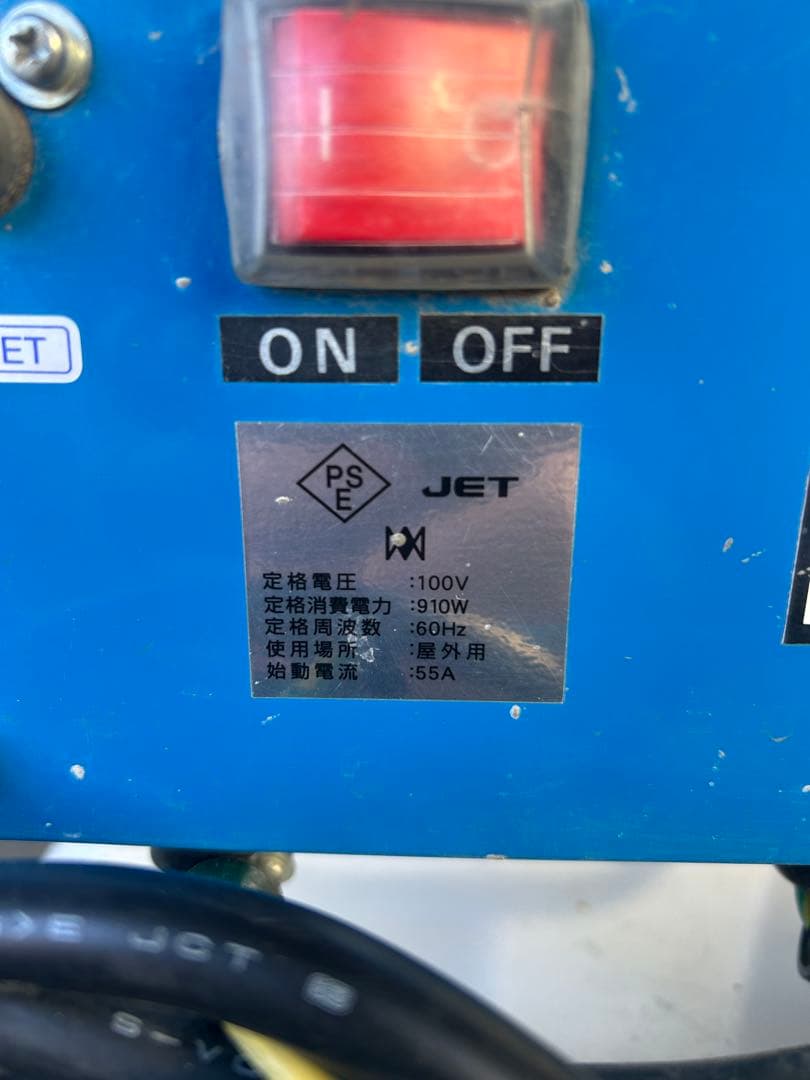 ET
ON OFF
PSE JET
定格電圧 :100V
定格消費電力 :910W
定格周波数 :60Hz
使用場所 :屋外用
始動電流 :55A
JCT